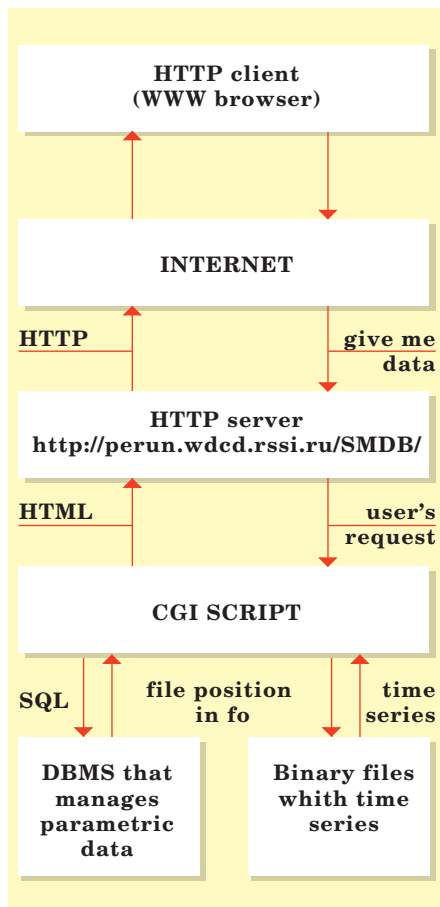 HTTP client
(WWW browser)
INTERNET
HTTP
give me
data
HTTP server
http://perun.wdcd.rssi.ru/SMDB/
HTML
user's
request
CGI SCRIPT
SQL
file position
in fo
time
series
DBMS that
manages
parametric
data
Binary files
whith time
series